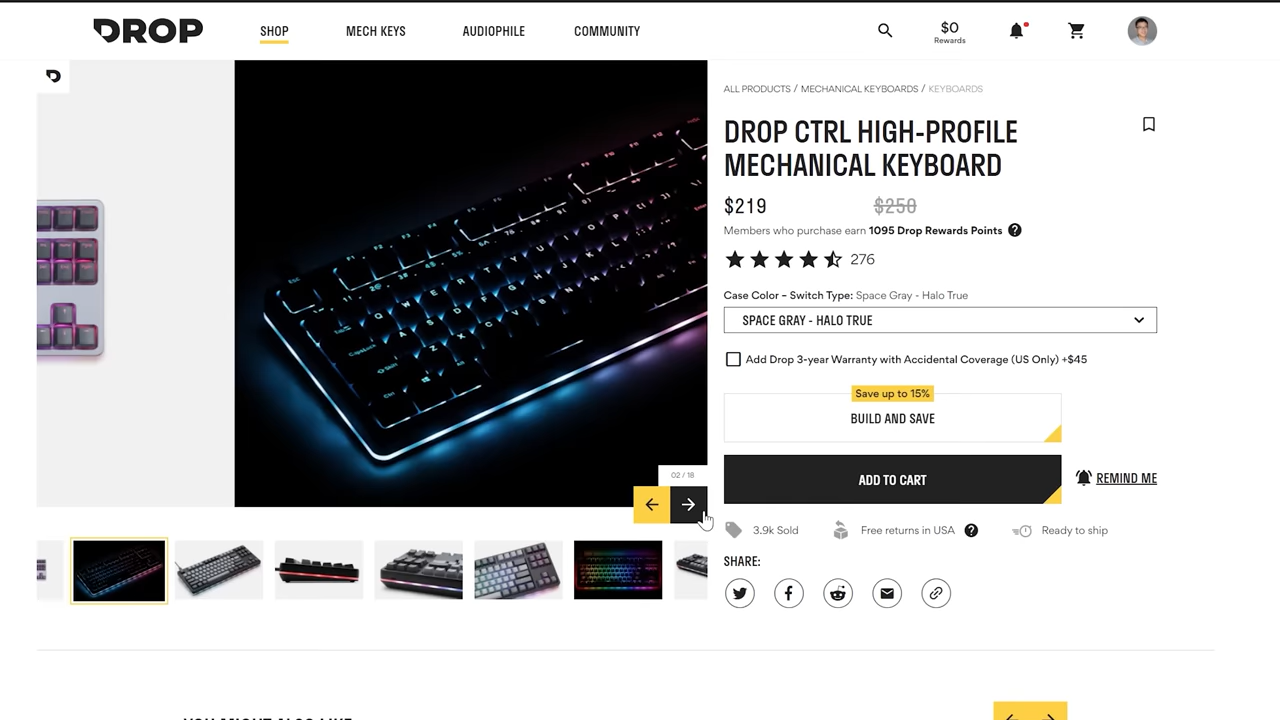 DROP
SHOP
MECH KEYS
AUDIOPHILE
COMMUNITY
$0
Rewards
ALL PRODUCTS / MECHANICAL KEYBOARDS / KEYBOARDS
DROP CTRL HIGH-PROFILE
MECHANICAL KEYBOARD
$219 $250
Members who purchase earn 1095 Drop Rewards Points ?
276
Case Color – Switch Type: Space Gray - Halo True
SPACE GRAY - HALO TRUE
Add Drop 3-year Warranty with Accidental Coverage (US Only) +$45
Save up to 15%
BUILD AND SAVE
ADD TO CART
REMIND ME
02 / 18
3.9k Sold
Free returns in USA ?
Ready to ship
SHARE: